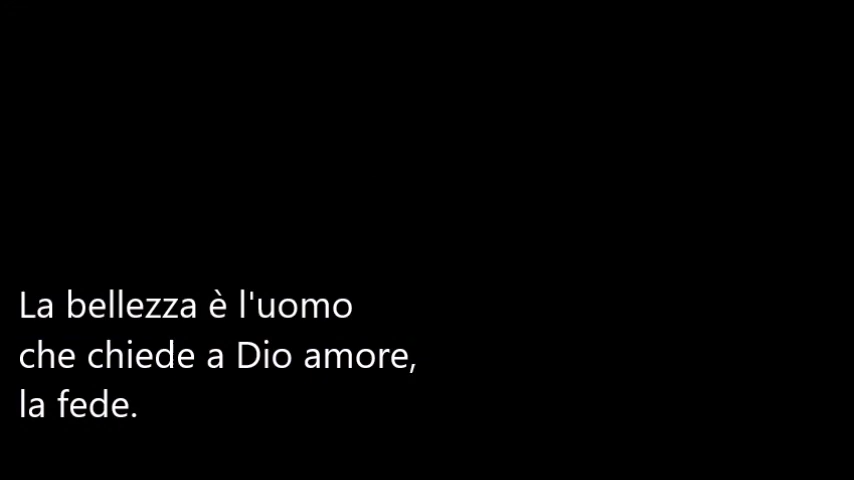 La bellezza è l'uomo
che chiede a Dio amore,
la fede.